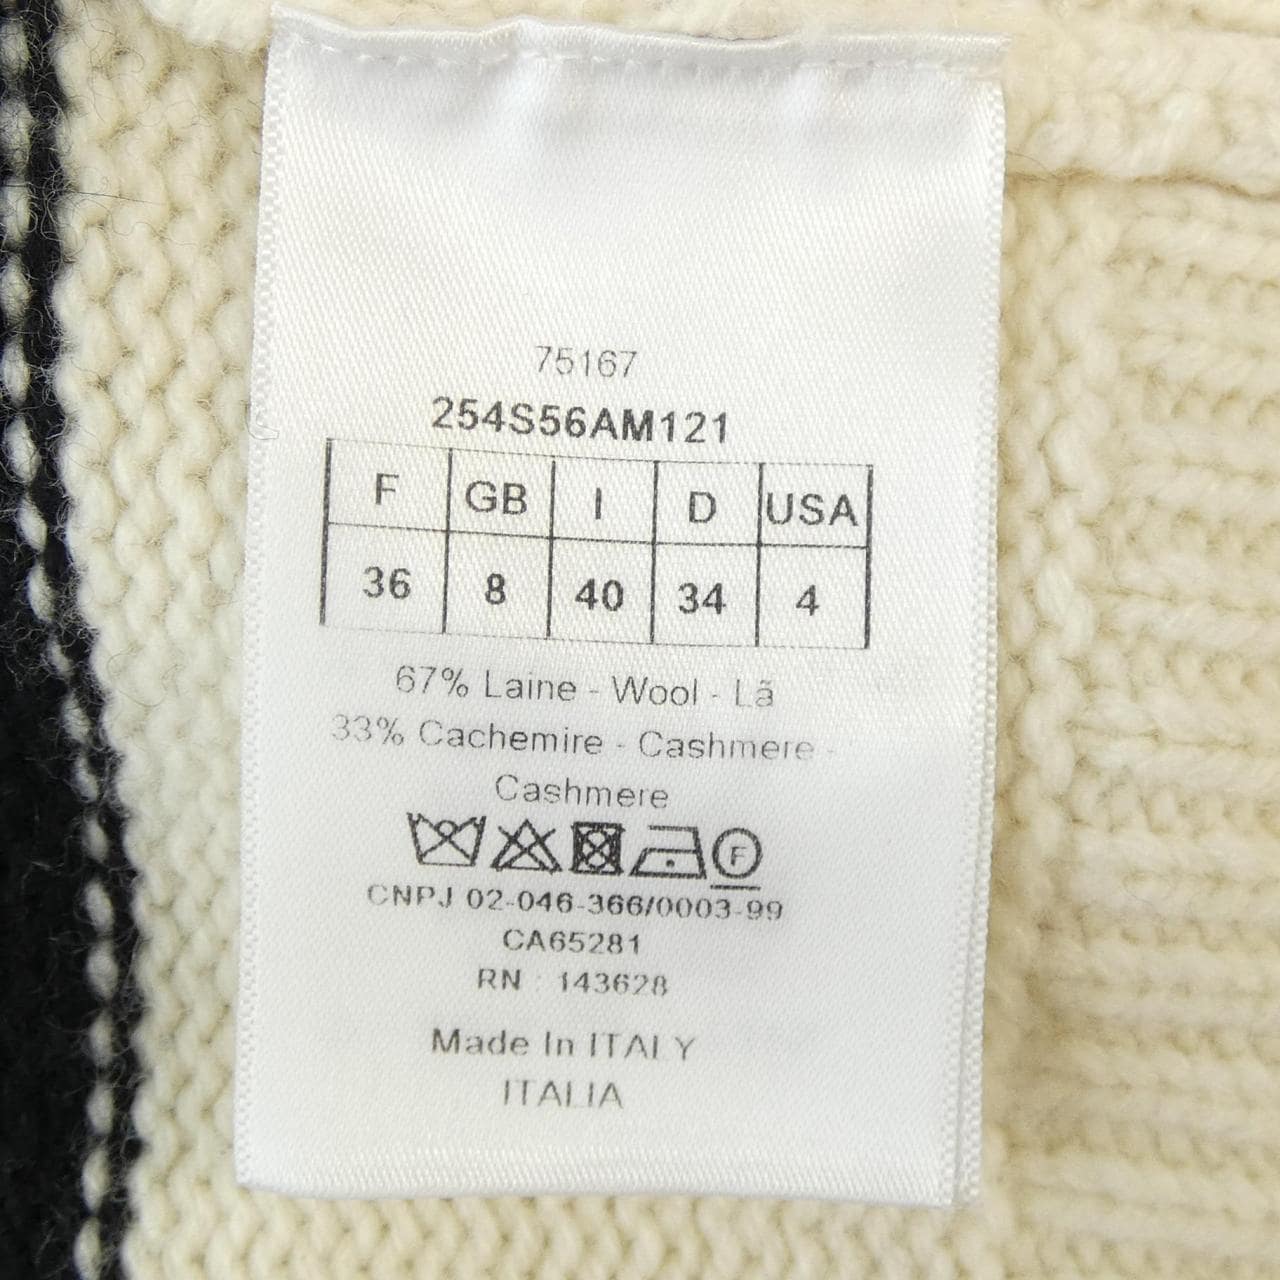 75167
254S56AM121
F GB I D USA
36 8 40 34 4
67% Laine - Wool - Lã
33% Cachemire - Cashmere -
Cashmere
F
CNPJ 02-046-366/0003-99
CA65281
RN : 143628
Made In ITALY
ITALIA